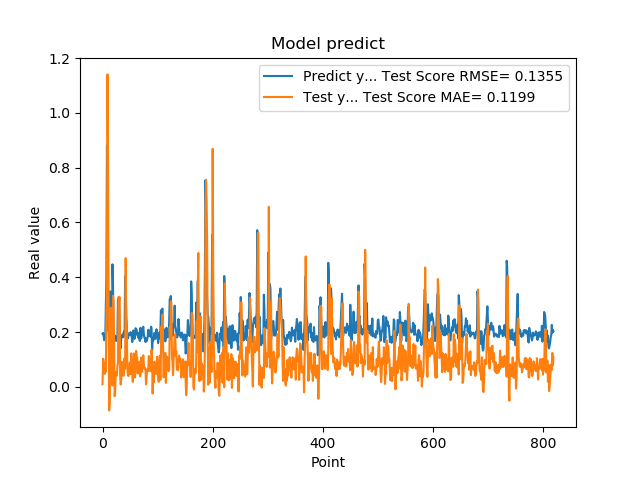 Model predict
Predict y... Test Score RMSE= 0.1355
Test y... Test Score MAE= 0.1199
Real value
1.2
1.0
0.8
0.6
0.4
0.2
0.0
0
200
400
600
800
Point